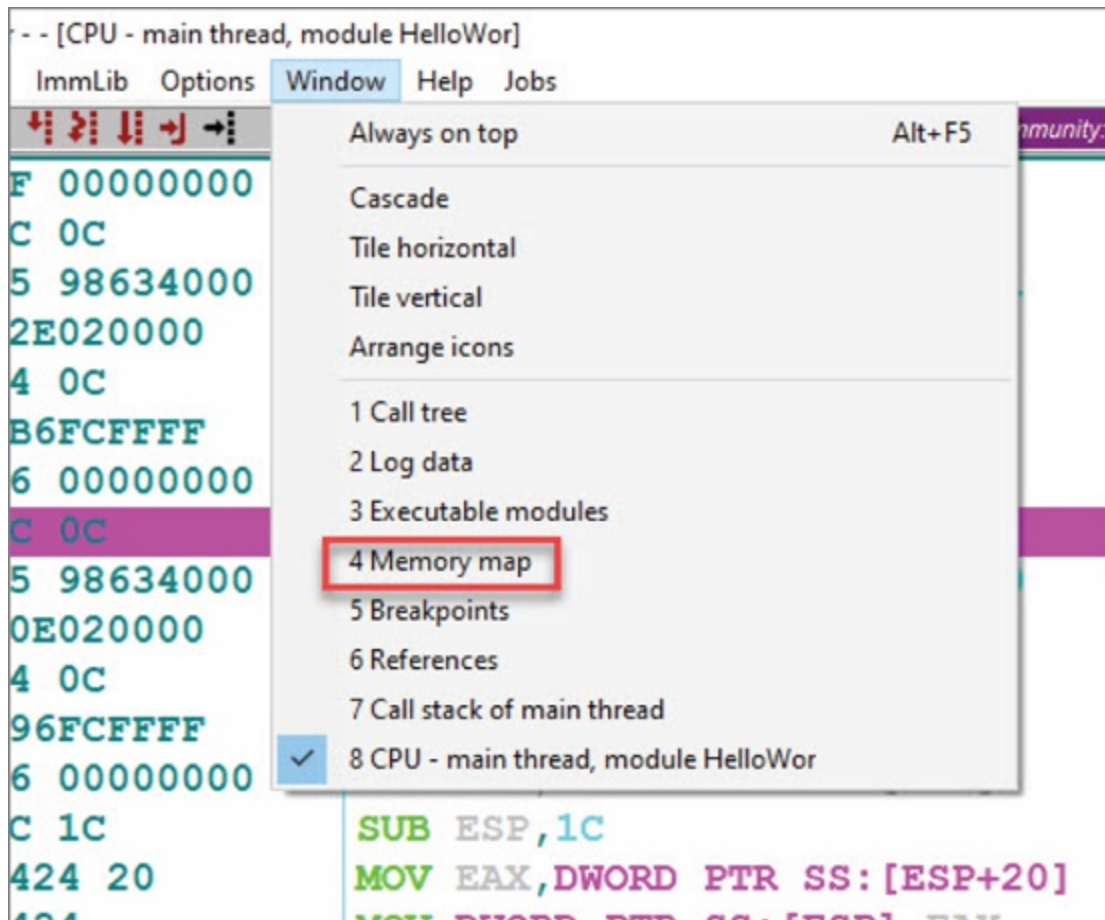 - - [CPU - main thread, module HelloWor]
ImmLib Options Window Help Jobs
Always on top Alt+F5
Cascade
Tile horizontal
Tile vertical
Arrange icons
1 Call tree
2 Log data
3 Executable modules
4 Memory map
5 Breakpoints
6 References
7 Call stack of main thread
8 CPU - main thread, module HelloWor
F 00000000
C 0C
5 98634000
2E020000
4 0C
B6FCFFFF
6 00000000
C 0C
5 98634000
0E020000
4 0C
96FCFFFF
6 00000000
C 1C SUB ESP,1C
424 20 MOV EAX,DWORD PTR SS:[ESP+20]